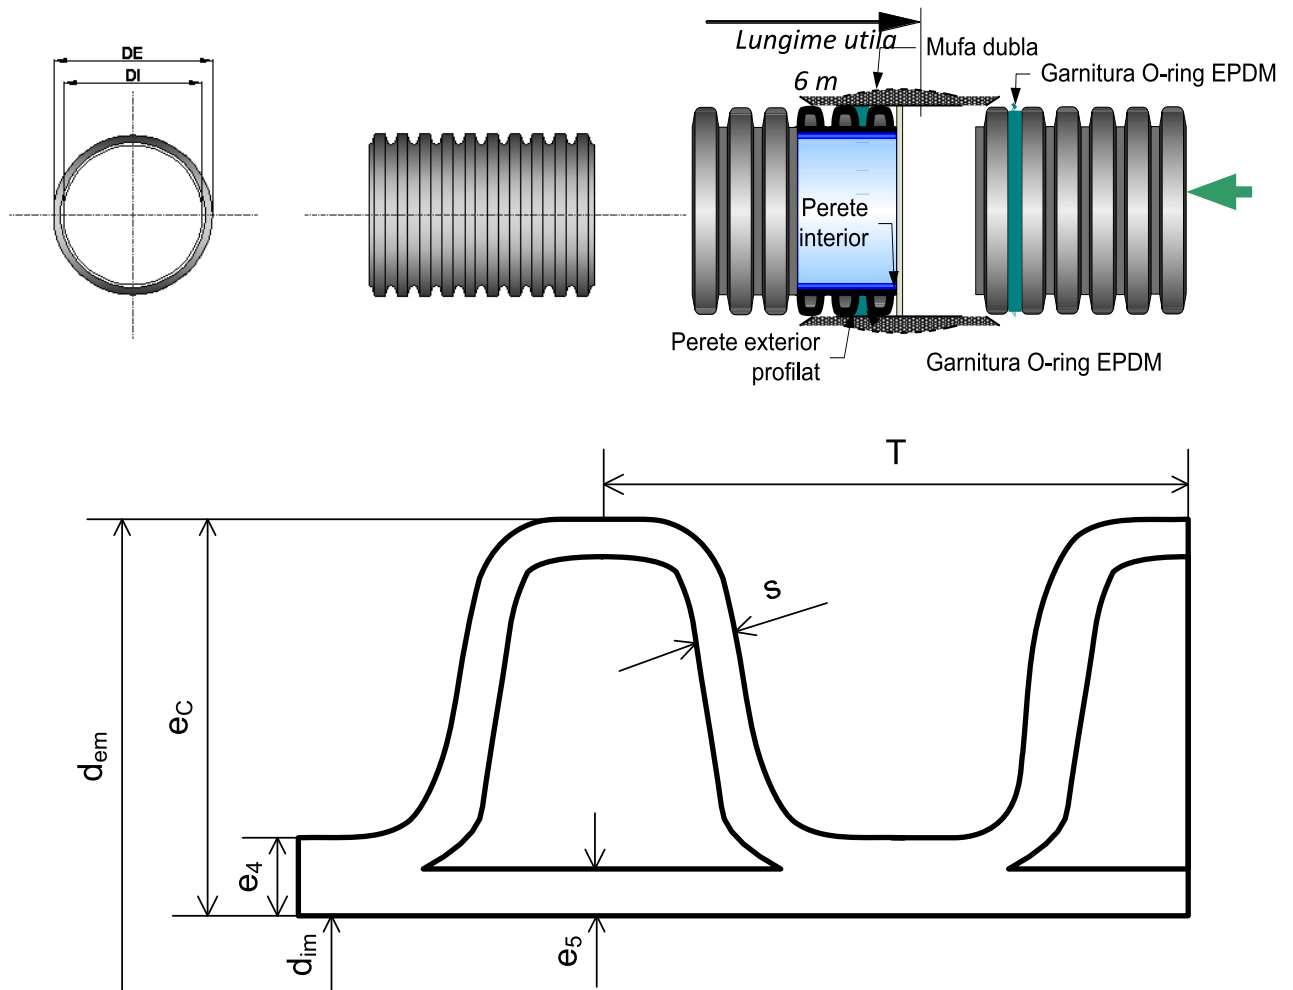 DE
DI
Lungime utila
6 m
Mufa dubla
Garnitura O-ring EPDM
Perete
interior
Perete exterior
profilat
Garnitura O-ring EPDM
T
s
eC
dem
e4
dim
e5